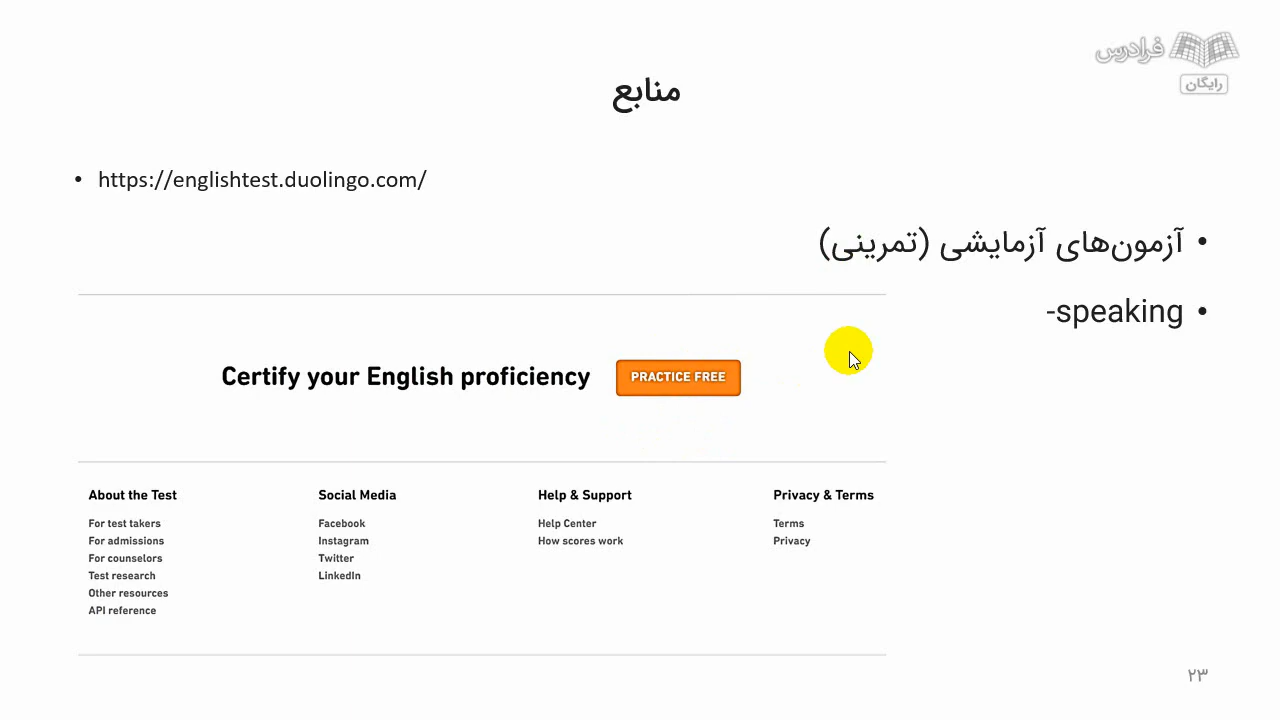 فرادرس
رایگان
منابع
• https://englishtest.duolingo.com/
• آزمون‌های آزمایشی (تمرینی)
• speaking-
Certify your English proficiency PRACTICE FREE
About the Test
For test takers
For admissions
For counselors
Test research
Other resources
API reference
Social Media
Facebook
Instagram
Twitter
LinkedIn
Help & Support
Help Center
How scores work
Privacy & Terms
Terms
Privacy
۲۳